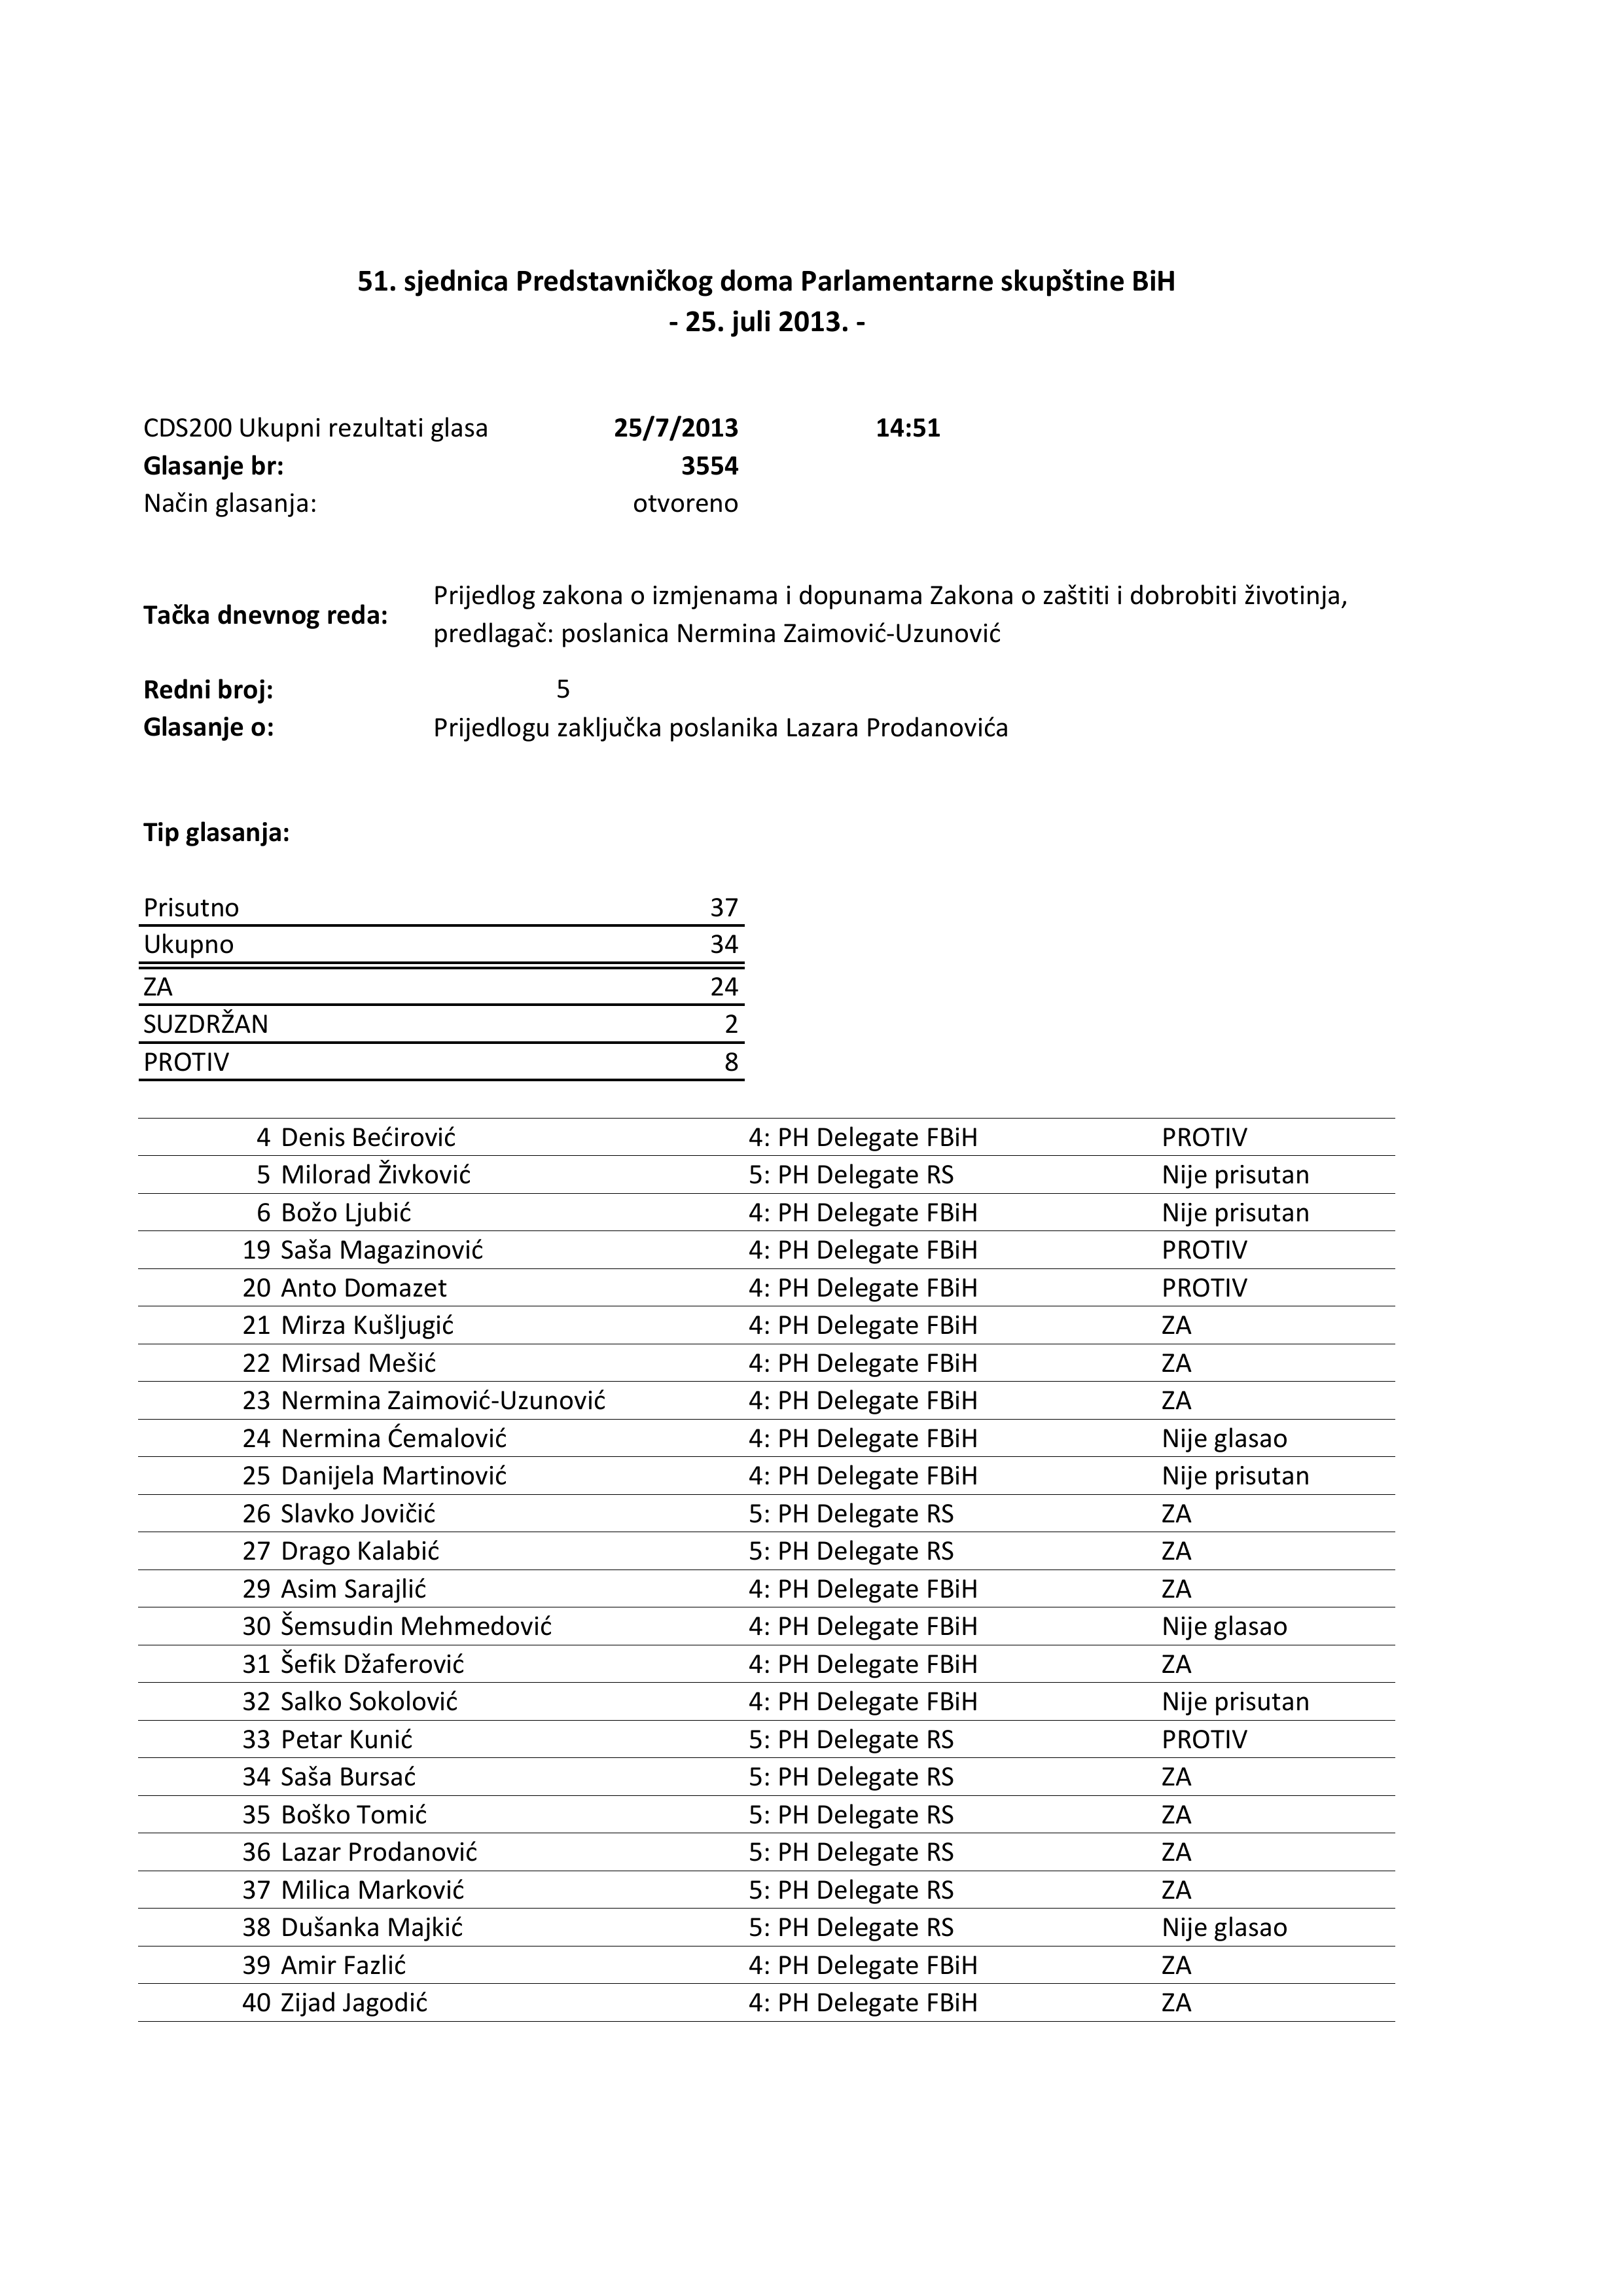 51. sjednica Predstavničkog doma Parlamentarne skupštine BiH
- 25. juli 2013. -
CDS200 Ukupni rezultati glasa 25/7/2013 14:51
Glasanje br: 3554
Način glasanja: otvoreno
Tačka dnevnog reda: Prijedlog zakona o izmjenama i dopunama Zakona o zaštiti i dobrobiti životinja,
predlagač: poslanica Nermina Zaimović-Uzunović
Redni broj: 5
Glasanje o: Prijedlogu zaključka poslanika Lazara Prodanovića
Tip glasanja:
Prisutno 37
Ukupno 34
ZA 24
SUZDRŽAN 2
PROTIV 8
4 Denis Bećirović 4: PH Delegate FBiH PROTIV
5 Milorad Živković 5: PH Delegate RS Nije prisutan
6 Božo Ljubić 4: PH Delegate FBiH Nije prisutan
19 Saša Magazinović 4: PH Delegate FBiH PROTIV
20 Anto Domazet 4: PH Delegate FBiH PROTIV
21 Mirza Kušljugić 4: PH Delegate FBiH ZA
22 Mirsad Mešić 4: PH Delegate FBiH ZA
23 Nermina Zaimović-Uzunović 4: PH Delegate FBiH ZA
24 Nermina Ćemalović 4: PH Delegate FBiH Nije glasao
25 Danijela Martinović 4: PH Delegate FBiH Nije prisutan
26 Slavko Jovičić 5: PH Delegate RS ZA
27 Drago Kalabić 5: PH Delegate RS ZA
29 Asim Sarajlić 4: PH Delegate FBiH ZA
30 Šemsudin Mehmedović 4: PH Delegate FBiH Nije glasao
31 Šefik Džaferović 4: PH Delegate FBiH ZA
32 Salko Sokolović 4: PH Delegate FBiH Nije prisutan
33 Petar Kunić 5: PH Delegate RS PROTIV
34 Saša Bursać 5: PH Delegate RS ZA
35 Boško Tomić 5: PH Delegate RS ZA
36 Lazar Prodanović 5: PH Delegate RS ZA
37 Milica Marković 5: PH Delegate RS ZA
38 Dušanka Majkić 5: PH Delegate RS Nije glasao
39 Amir Fazlić 4: PH Delegate FBiH ZA
40 Zijad Jagodić 4: PH Delegate FBiH ZA